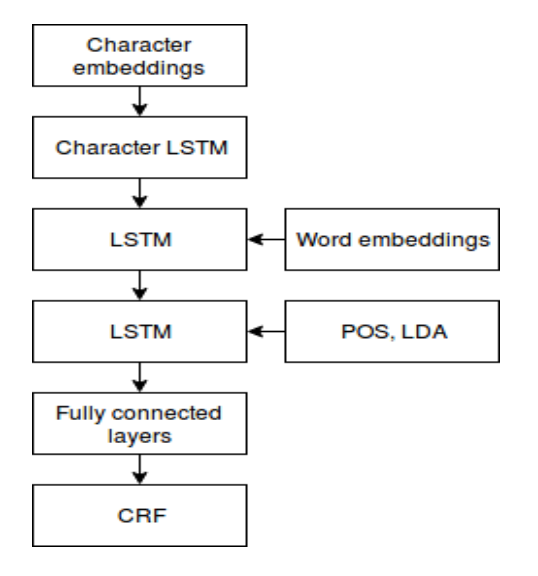 Character
embeddings
Character LSTM
LSTM
Word embeddings
LSTM
POS, LDA
Fully connected
layers
CRF